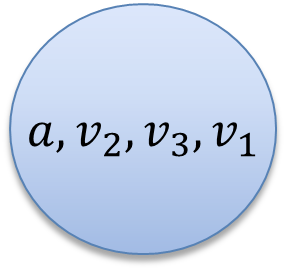 a, v₂, v₃, v₁